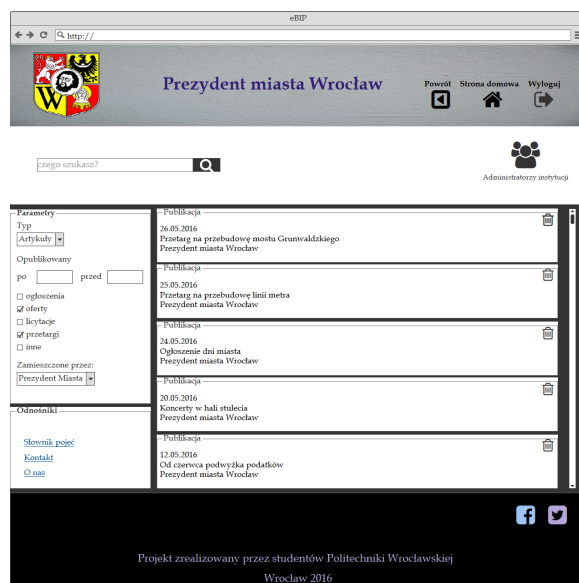 eBIP
http://
Prezydent miasta Wrocław
Powrót Strona domowa Wyloguj
W
czego szukasz?
Administratorzy instytucji
Parametry
Typ
Artykuły
Opublikowany
po przed
ogłoszenia
oferty
licytacje
przetargi
inne
Zamieszczone przez:
Prezydent Miasta
Odnośniki
Słownik pojęć
Kontakt
O nas
Publikacja
26.05.2016
Przetarg na przebudowę mostu Grunwaldzkiego
Prezydent miasta Wrocław
Publikacja
25.05.2016
Przetarg na przebudowę linii metra
Prezydent miasta Wrocław
Publikacja
24.05.2016
Ogłoszenie dni miasta
Prezydent miasta Wrocław
Publikacja
20.05.2016
Koncerty w hali stulecia
Prezydent miasta Wrocław
Publikacja
12.05.2016
Od czerwca podwyżka podatków
Prezydent miasta Wrocław
Projekt zrealizowany przez studentów Politechniki Wrocławskiej
Wrocław 2016